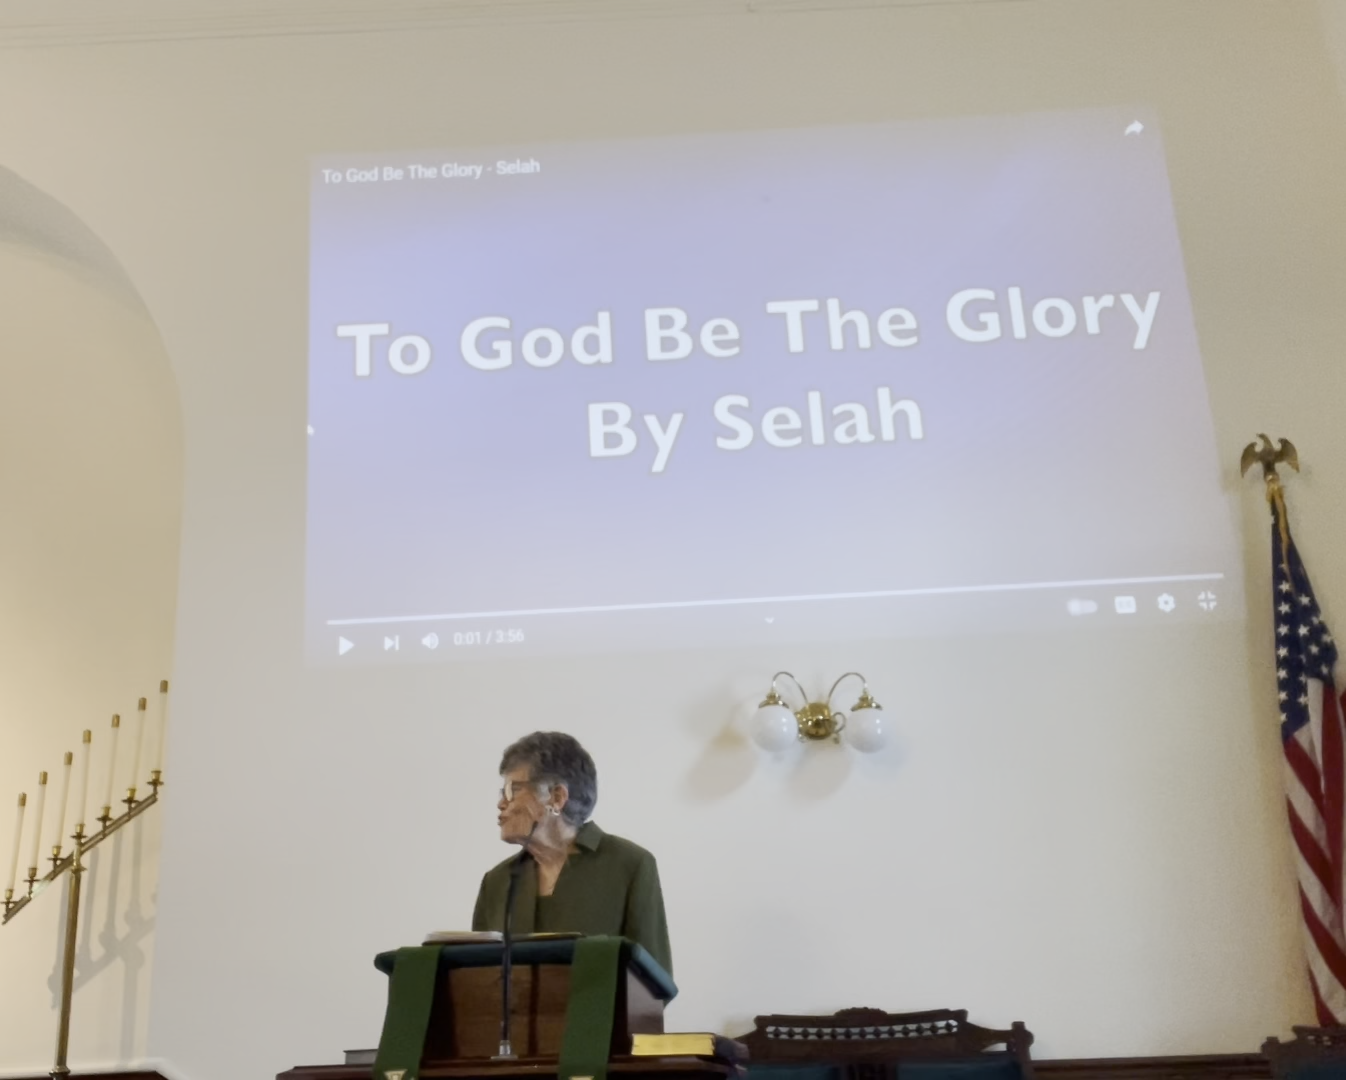 To God Be The Glory - Selah
To God Be The Glory
By Selah
0:01 / 3:56